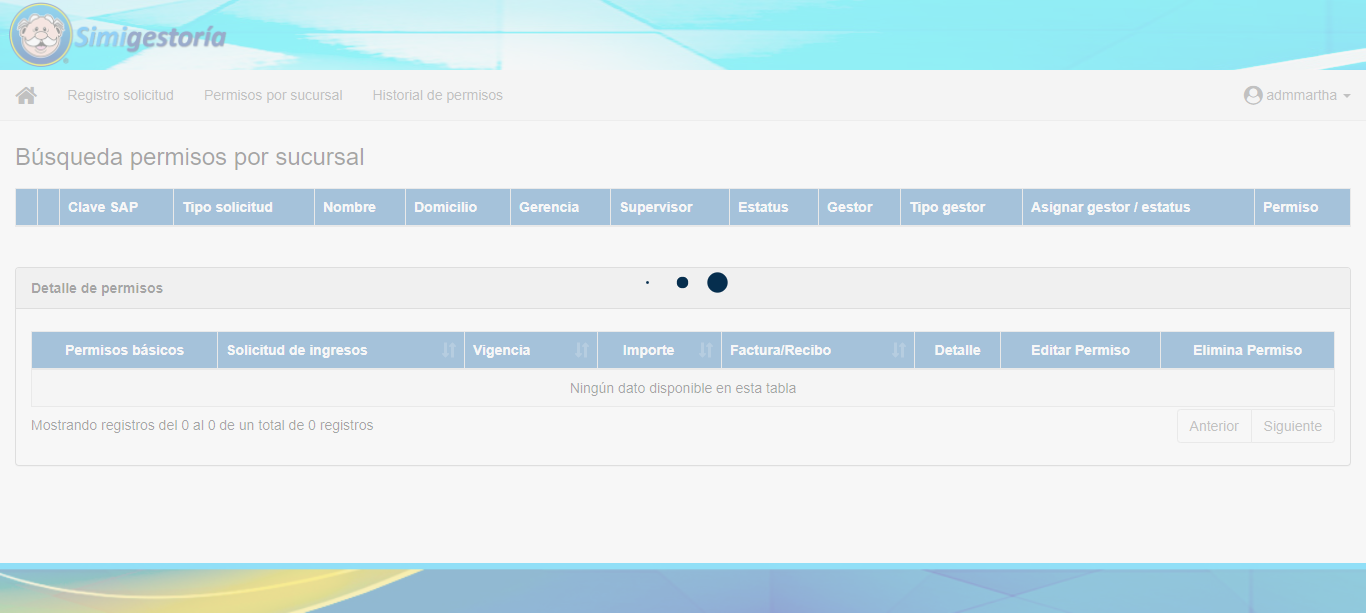 Simigestoría
Registro solicitud Permisos por sucursal Historial de permisos admmartha
Búsqueda permisos por sucursal
Clave SAP Tipo solicitud Nombre Domicilio Gerencia Supervisor Estatus Gestor Tipo gestor Asignar gestor / estatus Permiso
Detalle de permisos
Permisos básicos Solicitud de ingresos Vigencia Importe Factura/Recibo Detalle Editar Permiso Elimina Permiso
Ningún dato disponible en esta tabla
Mostrando registros del 0 al 0 de un total de 0 registros Anterior Siguiente